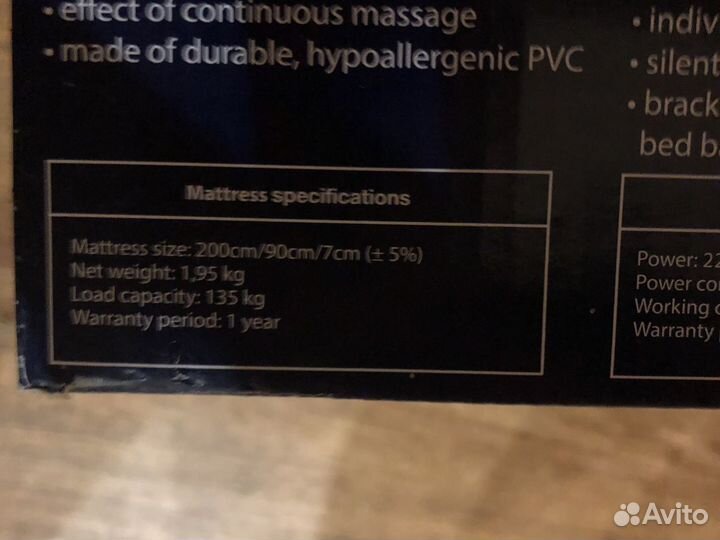 • effect of continuous massage
• made of durable, hypoallergenic PVC
Mattress specifications
Mattress size: 200cm/90cm/7cm (± 5%)
Net weight: 1,95 kg
Load capacity: 135 kg
Warranty period: 1 year
• indiv
• silent
• brack
bed b
Power: 22
Power co
Working
Warranty
Avito